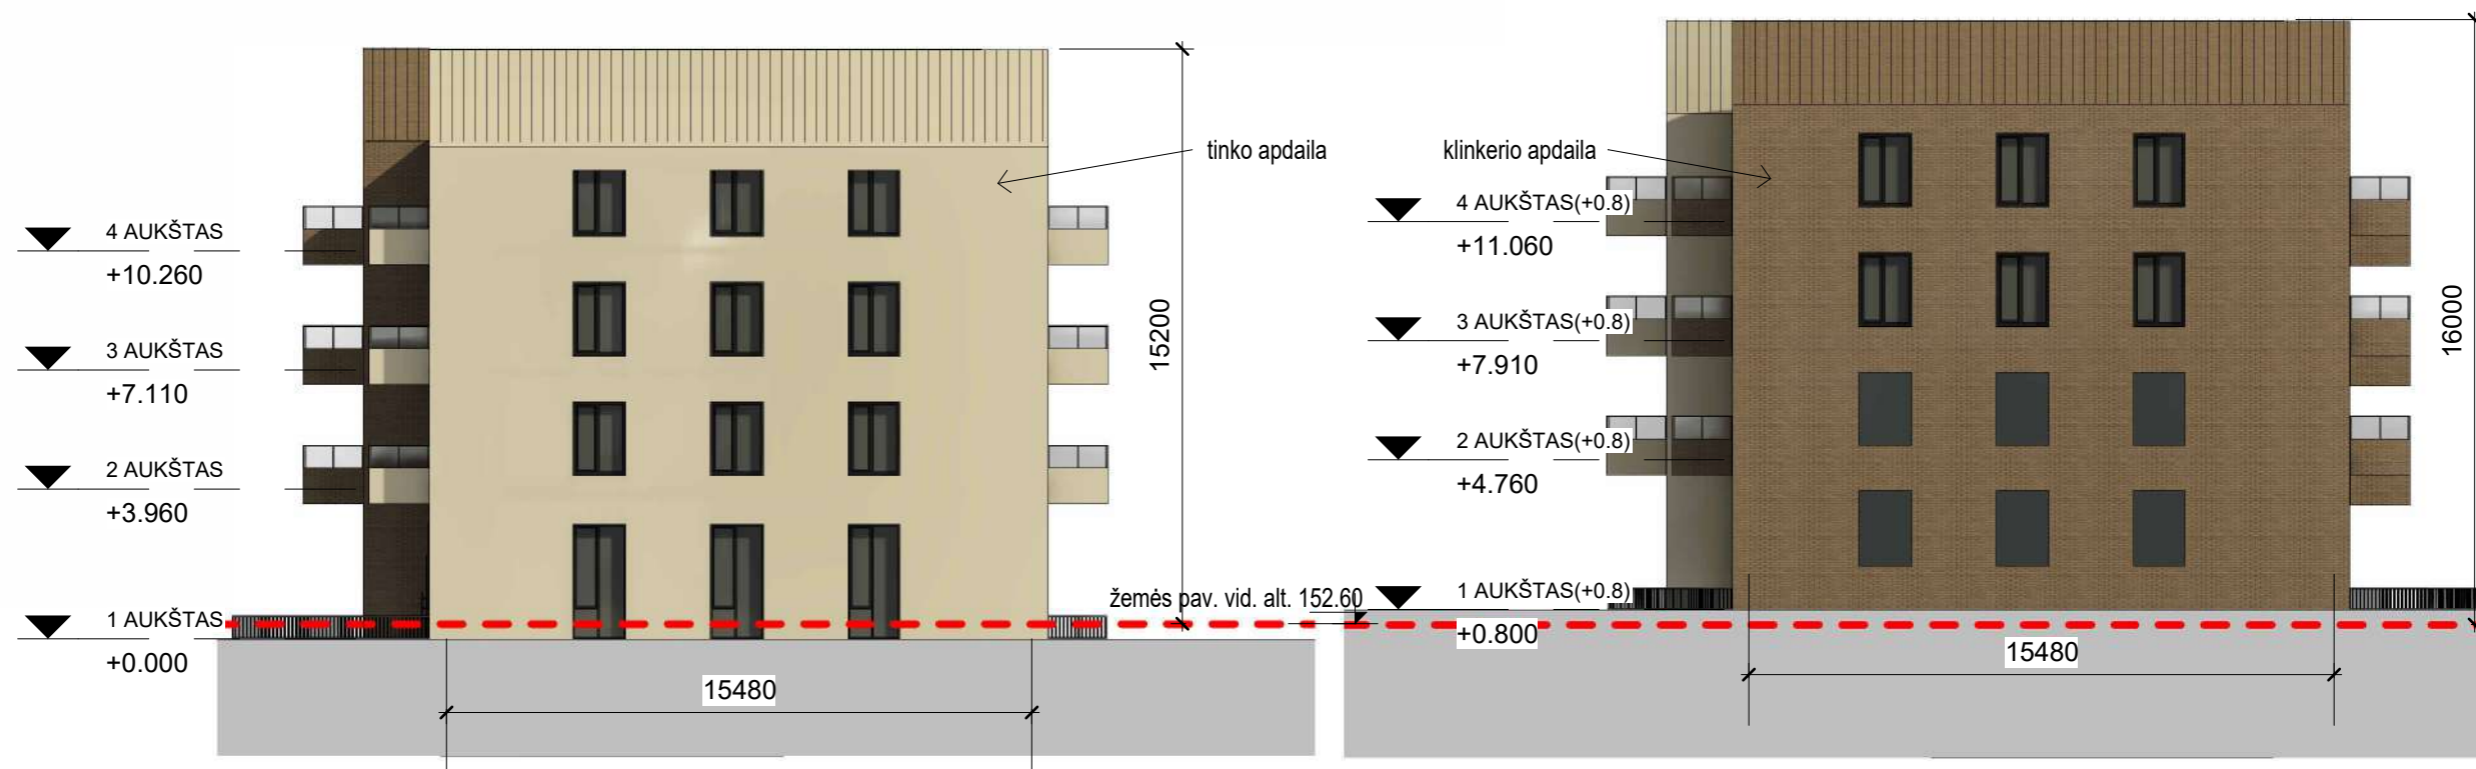 4 AUKŠTAS
+10.260
3 AUKŠTAS
+7.110
2 AUKŠTAS
+3.960
1 AUKŠTAS
+0.000
15480
15200
tinko apdaila
žemės pav. vid. alt. 152.60
klinkerio apdaila
4 AUKŠTAS(+0.8)
+11.060
3 AUKŠTAS(+0.8)
+7.910
2 AUKŠTAS(+0.8)
+4.760
1 AUKŠTAS(+0.8)
+0.800
15480
16000